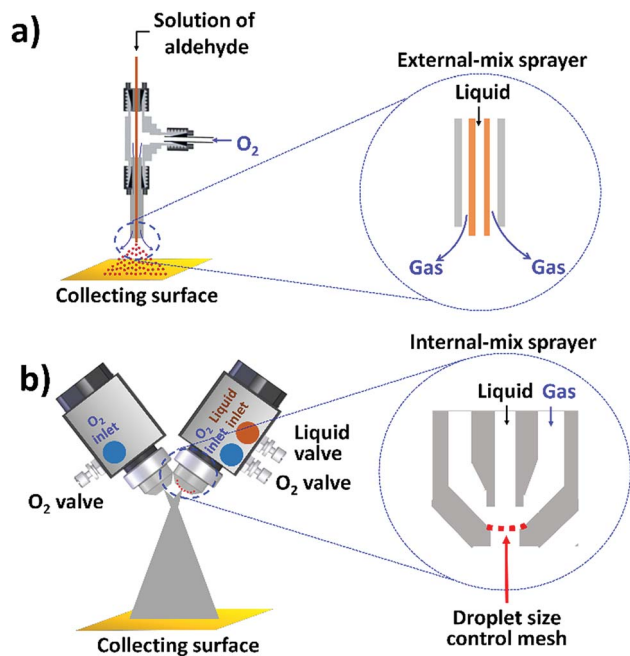 a)
Solution of
aldehyde
O₂
Collecting surface
External-mix sprayer
Liquid
Gas
Gas
b)
O₂
inlet
O₂ valve
O₂
inlet
Liquid
inlet
Liquid
valve
O₂ valve
Collecting surface
Internal-mix sprayer
Liquid
Gas
Droplet size
control mesh